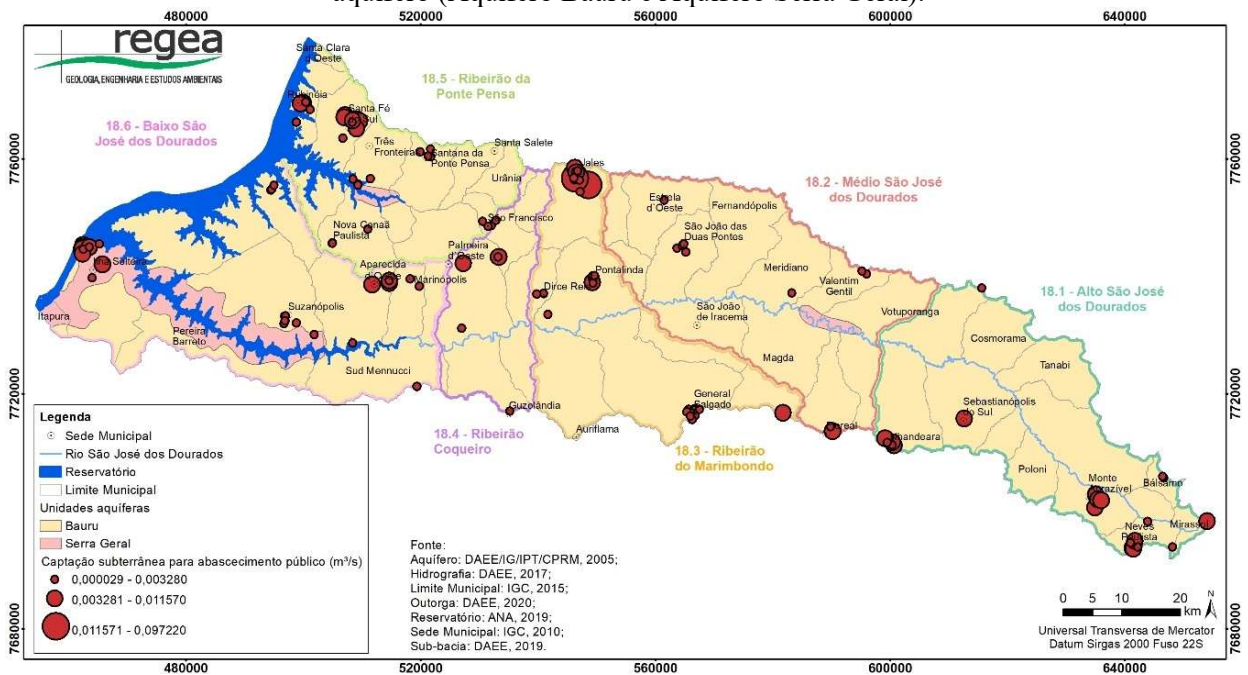 aquífero (Aquífero Bauru e Aquífero Serra Geral).
480000 520000 560000 600000 640000
regea
GEOLOGIA, ENGENHARIA E ESTUDOS AMBIENTAIS
Santa Clara d'Oeste
18.5 - Ribeirão da Ponte Pensa
18.6 - Baixo São José dos Dourados
Rubinéia
Santa Fé do Sul
Três Fronteiras
Santana da Ponte Pensa
Santa Salete
7760000
7760000
Urânia
Jales
18.2 - Médio São José dos Dourados
Estrela d'Oeste
Fernandópolis
São João das Duas Pontos
São Francisco
Nova Canaã Paulista
Palmeira d'Oeste
Ilha Solteira
Aparecida d'Oeste
Marinópolis
Pontalinda
Dirce Reis
Meridiano
Valentim Gentil
18.1 - Alto São José dos Dourados
Itapura
Suzanápolis
Pereira Barreto
São João de Iracema
Votuporanga
Cosmorama
Tanabi
Sud Mennucci
Magda
7720000
7720000
General Salgado
Sebastianópolis do Sul
Guzolândia
Auriflama
Floreal
Nhandeara
18.4 - Ribeirão Coqueiro
18.3 - Ribeirão do Marimbondo
Poloni
Monte Aprazível
Bálsamo
Neves Paulista
Mirassol
Legenda
Sede Municipal
Rio São José dos Dourados
Reservatório
Limite Municipal
Unidades aquíferas
Bauru
Serra Geral
Captação subterrânea para abascecimento público (m³/s)
0,000029 - 0,003280
0,003281 - 0,011570
0,011571 - 0,097220
Fonte:
Aquífero: DAEE/IG/IPT/CPRM, 2005;
Hidrografia: DAEE, 2017;
Limite Municipal: IGC, 2015;
Outorga: DAEE, 2020;
Reservatório: ANA, 2019;
Sede Municipal: IGC, 2010;
Sub-bacia: DAEE, 2019.
0 5 10 20 km
N
Universal Transversa de Mercator
Datum Sirgas 2000 Fuso 22S
7680000
7680000
480000 520000 560000 600000 640000